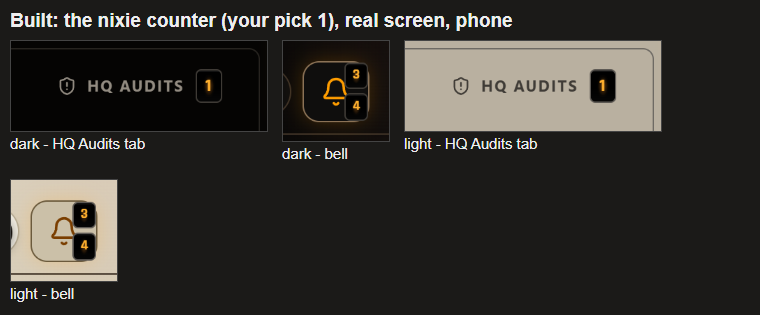 Built: the nixie counter (your pick 1), real screen, phone
HQ AUDITS 1
dark - HQ Audits tab
3
4
dark - bell
HQ AUDITS 1
light - HQ Audits tab
3
4
light - bell